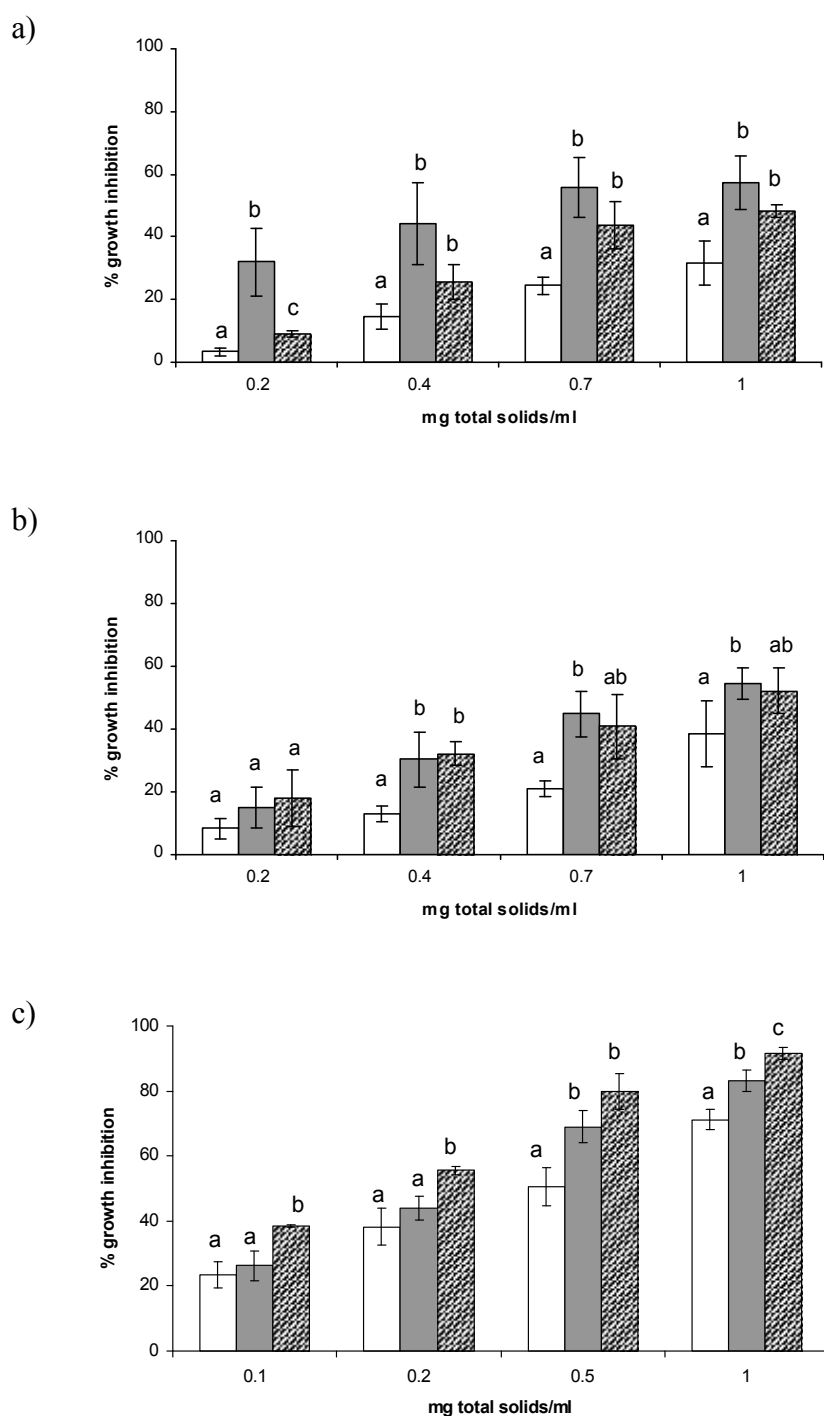 a)
100
80
60
40
20
0
% growth inhibition
a b c
a b b
a b b
a b b
0.2 0.4 0.7 1
mg total solids/ml
b)
100
80
60
40
20
0
% growth inhibition
a a a
a b b
a b ab
a b ab
0.2 0.4 0.7 1
mg total solids/ml
c)
100
80
60
40
20
0
% growth inhibition
a a b
a a b
a b b
a b c
0.1 0.2 0.5 1
mg total solids/ml